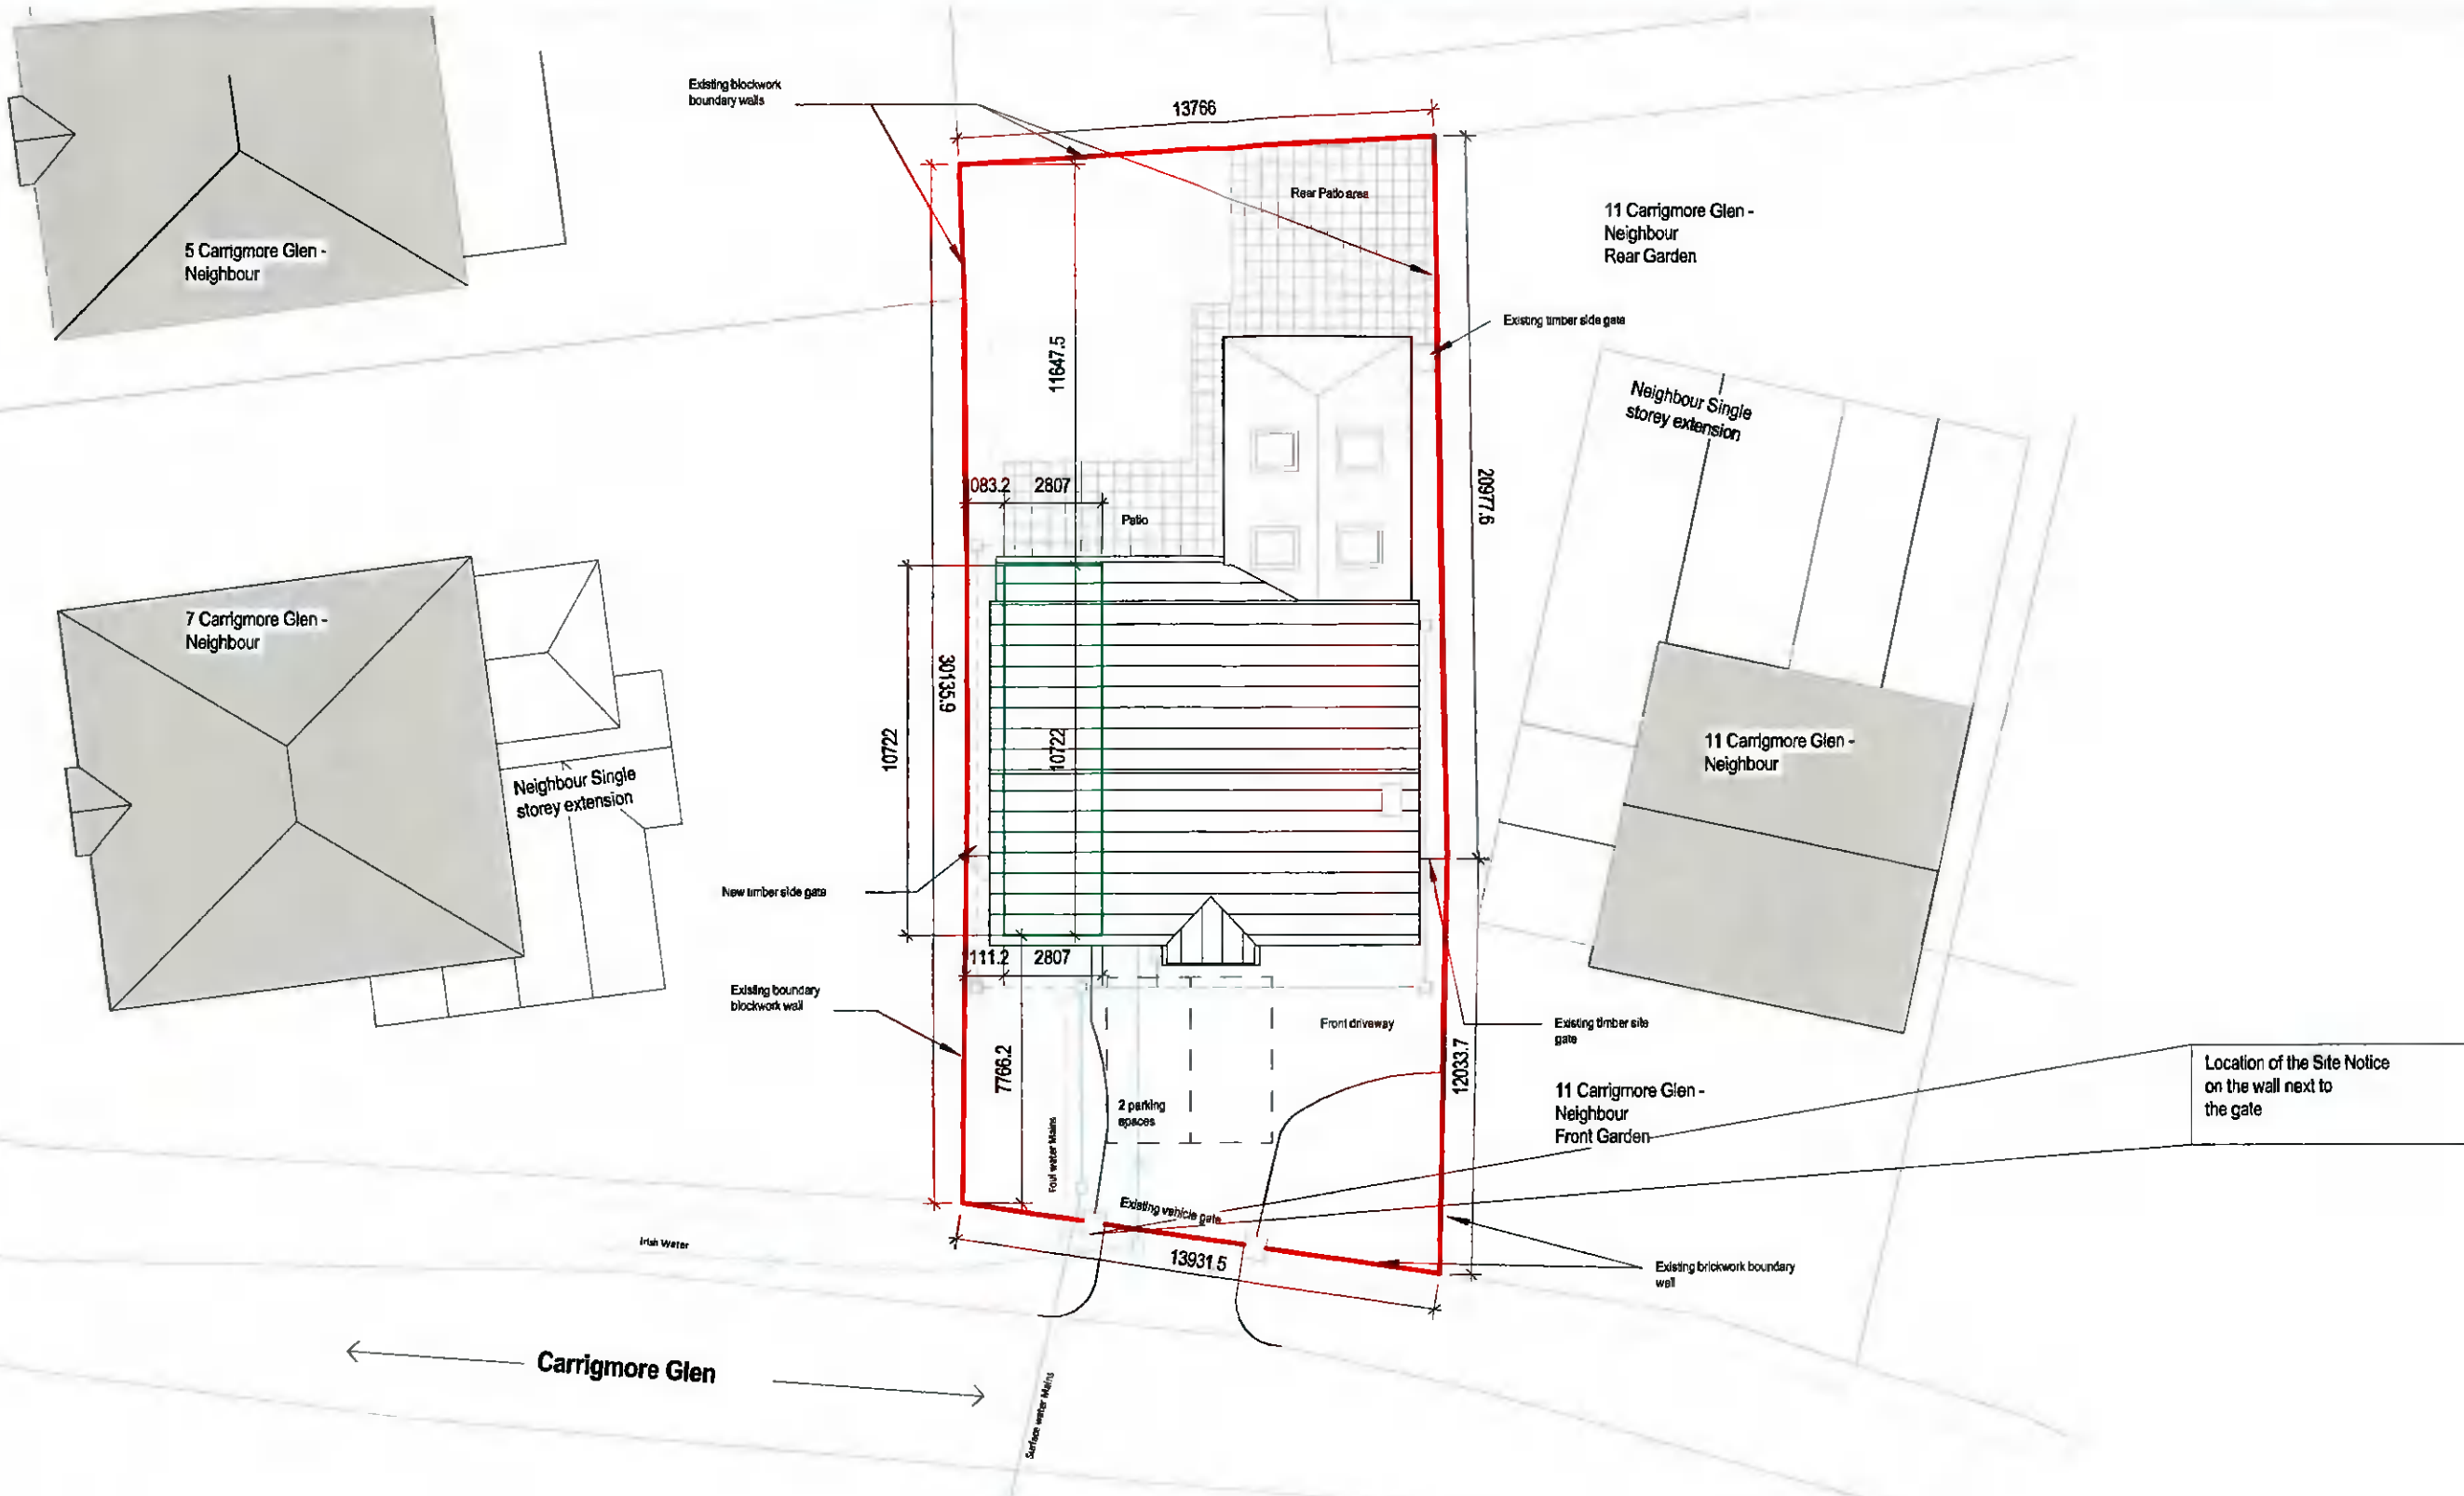 Existing blockwork
boundary walls
13766
Rear Patio area
11 Carrigmore Glen -
Neighbour
Rear Garden
5 Carrigmore Glen -
Neighbour
Existing timber side gate
11647.5
Neighbour Single
storey extension
20977.6
083.2
2807
Patio
7 Carrigmore Glen -
Neighbour
30135.9
10722
10722
11 Carrigmore Glen -
Neighbour
Neighbour Single
storey extension
New timber side gate
111.2
2807
Existing boundary
blockwork wall
Front driveway
Existing timber site
gate
7766.2
12033.7
Location of the Site Notice
on the wall next to
the gate
11 Carrigmore Glen -
Neighbour
Front Garden
2 parking
spaces
Foul water Mains
Existing vehicle gate
Irish Water
13931.5
Existing brickwork boundary
wall
Carrigmore Glen
Surface water Mains